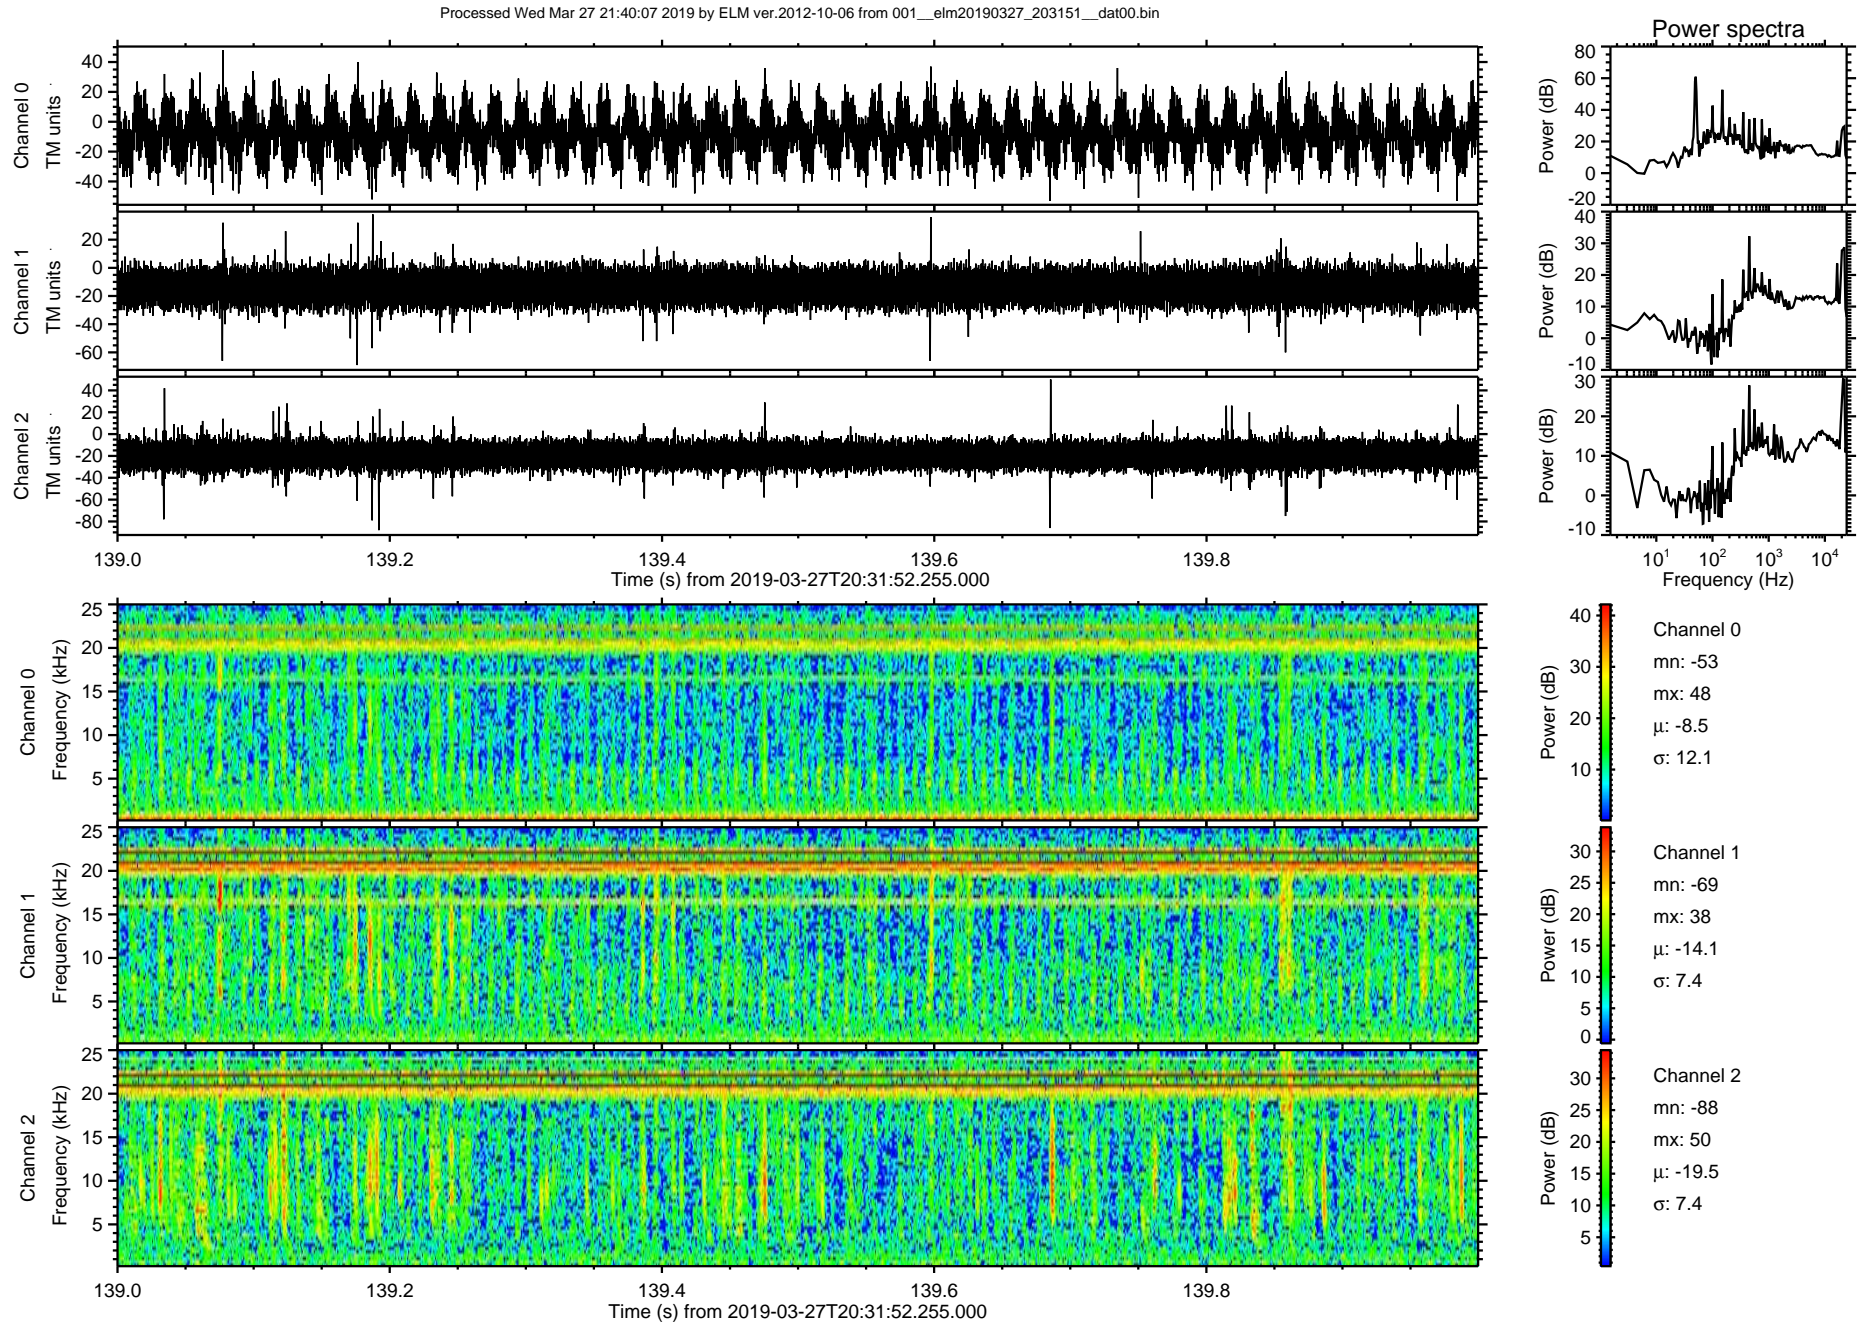 Processed Wed Mar 27 21:40:07 2019 by ELM ver.2012-10-06 from 001__elm20190327_203151__dat00.bin
Power spectra
Channel 0
TM units
40
20
0
-20
-40
Power (dB)
80
60
40
20
0
-20
Channel 1
TM units
20
0
-20
-40
-60
Power (dB)
40
30
20
10
0
-10
Channel 2
TM units
40
20
0
-20
-40
-60
-80
Power (dB)
30
20
10
0
-10
139.0 139.2 139.4 139.6 139.8
Time (s) from 2019-03-27T20:31:52.255.000
10¹ 10² 10³ 10⁴
Frequency (Hz)
Channel 0
Frequency (kHz)
25
20
15
10
5
Power (dB)
40
30
20
10
Channel 0
mn: -53
mx: 48
μ: -8.5
σ: 12.1
Channel 1
Frequency (kHz)
25
20
15
10
5
Power (dB)
30
25
20
15
10
5
0
Channel 1
mn: -69
mx: 38
μ: -14.1
σ: 7.4
Channel 2
Frequency (kHz)
25
20
15
10
5
Power (dB)
30
25
20
15
10
5
Channel 2
mn: -88
mx: 50
μ: -19.5
σ: 7.4
139.0 139.2 139.4 139.6 139.8
Time (s) from 2019-03-27T20:31:52.255.000